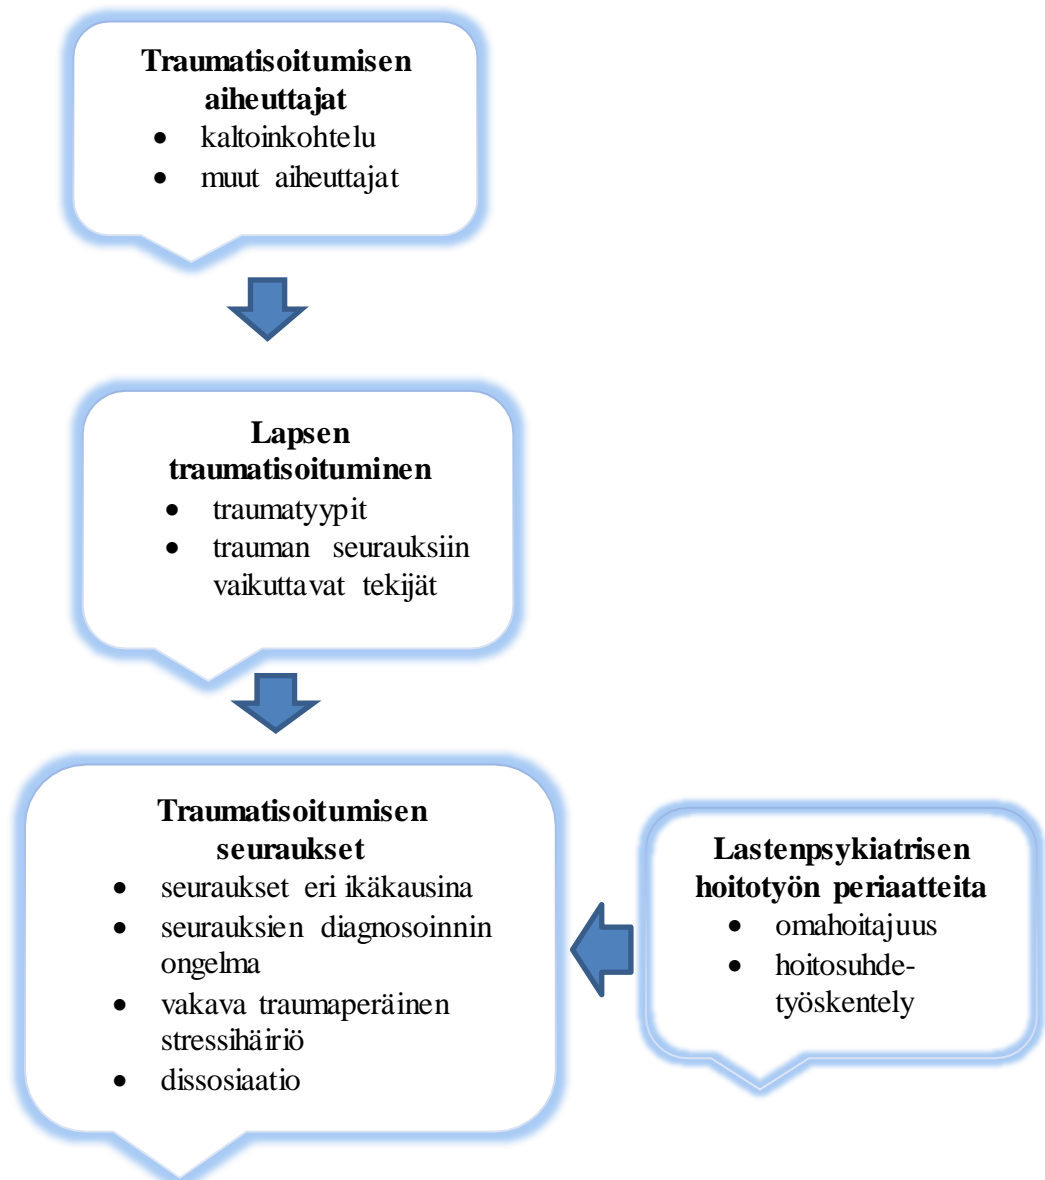 Traumatisoitumisen
aiheuttajat
• kaltoinkohtelu
• muut aiheuttajat
Lapsen
traumatisoituminen
• traumatyypit
• trauman seurauksiin
vaikuttavat tekijät
Traumatisoitumisen
seuraukset
• seuraukset eri ikäkausina
• seurauksien diagnosoinnin
ongelma
• vakava traumaperäinen
stressihäiriö
• dissosiaatio
Lastenpsykiatrisen
hoitotyön periaatteita
• omahoitajuus
• hoitosuhde-
työskentely